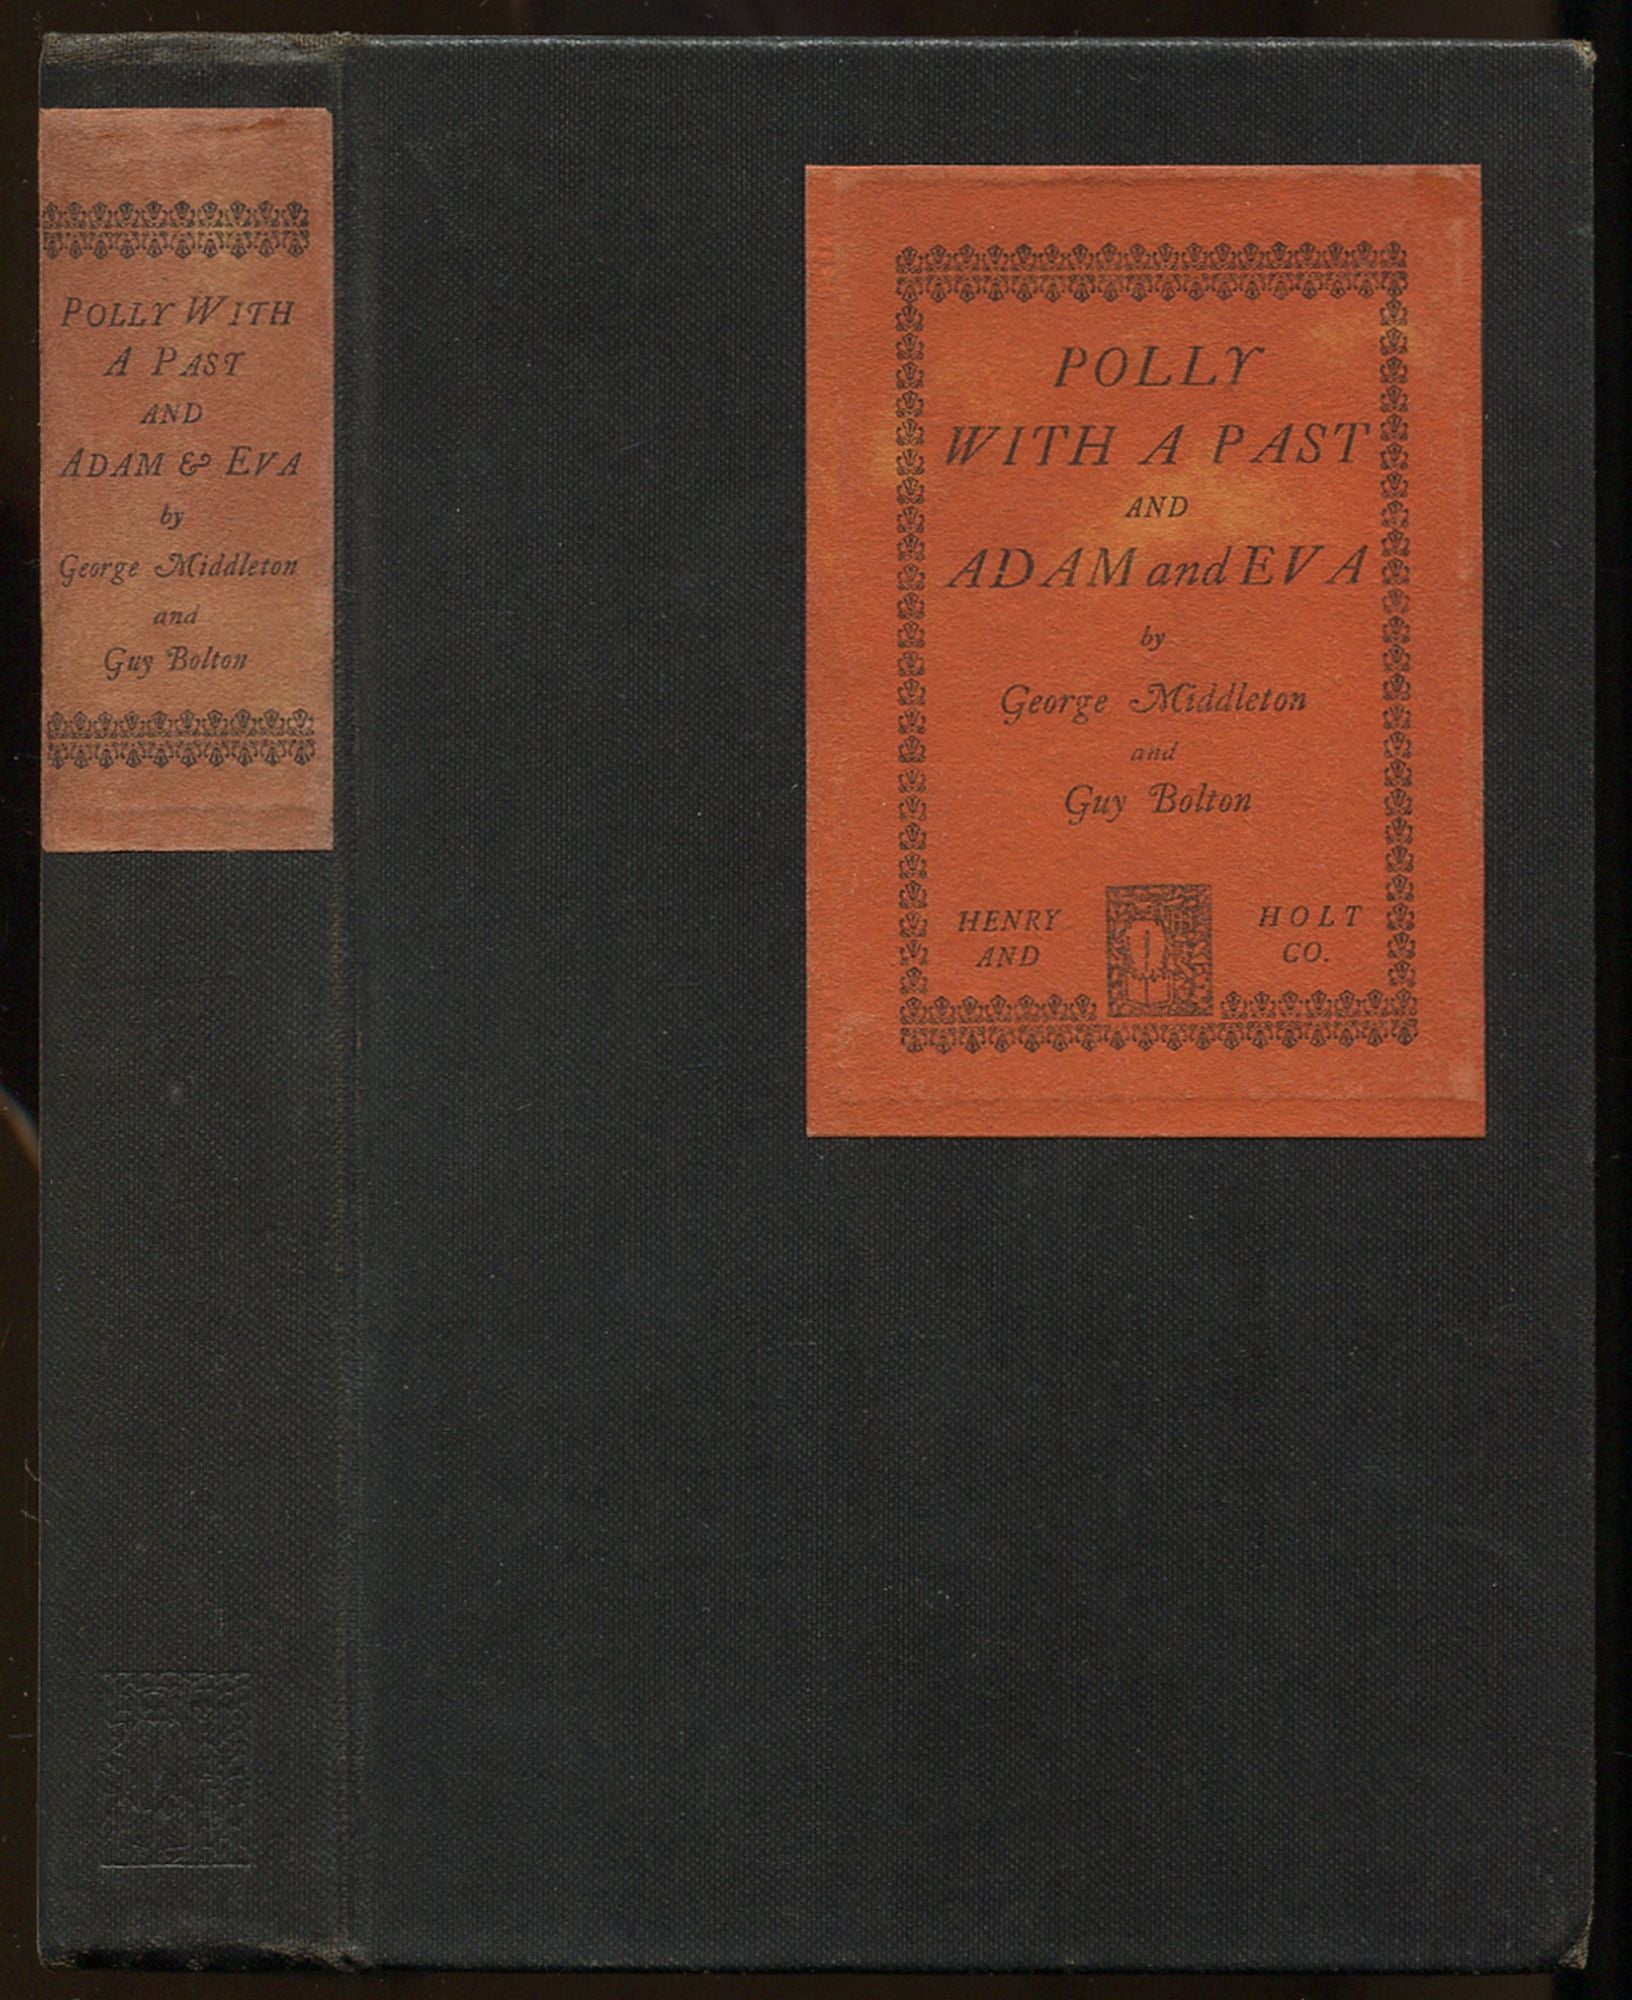 POLLY WITH
A PAST
AND
ADAM & EVA
by
George Middleton
and
Guy Bolton
POLLY
WITH A PAST
AND
ADAM and EVA
by
George Middleton
and
Guy Bolton
HENRY HOLT
AND CO.